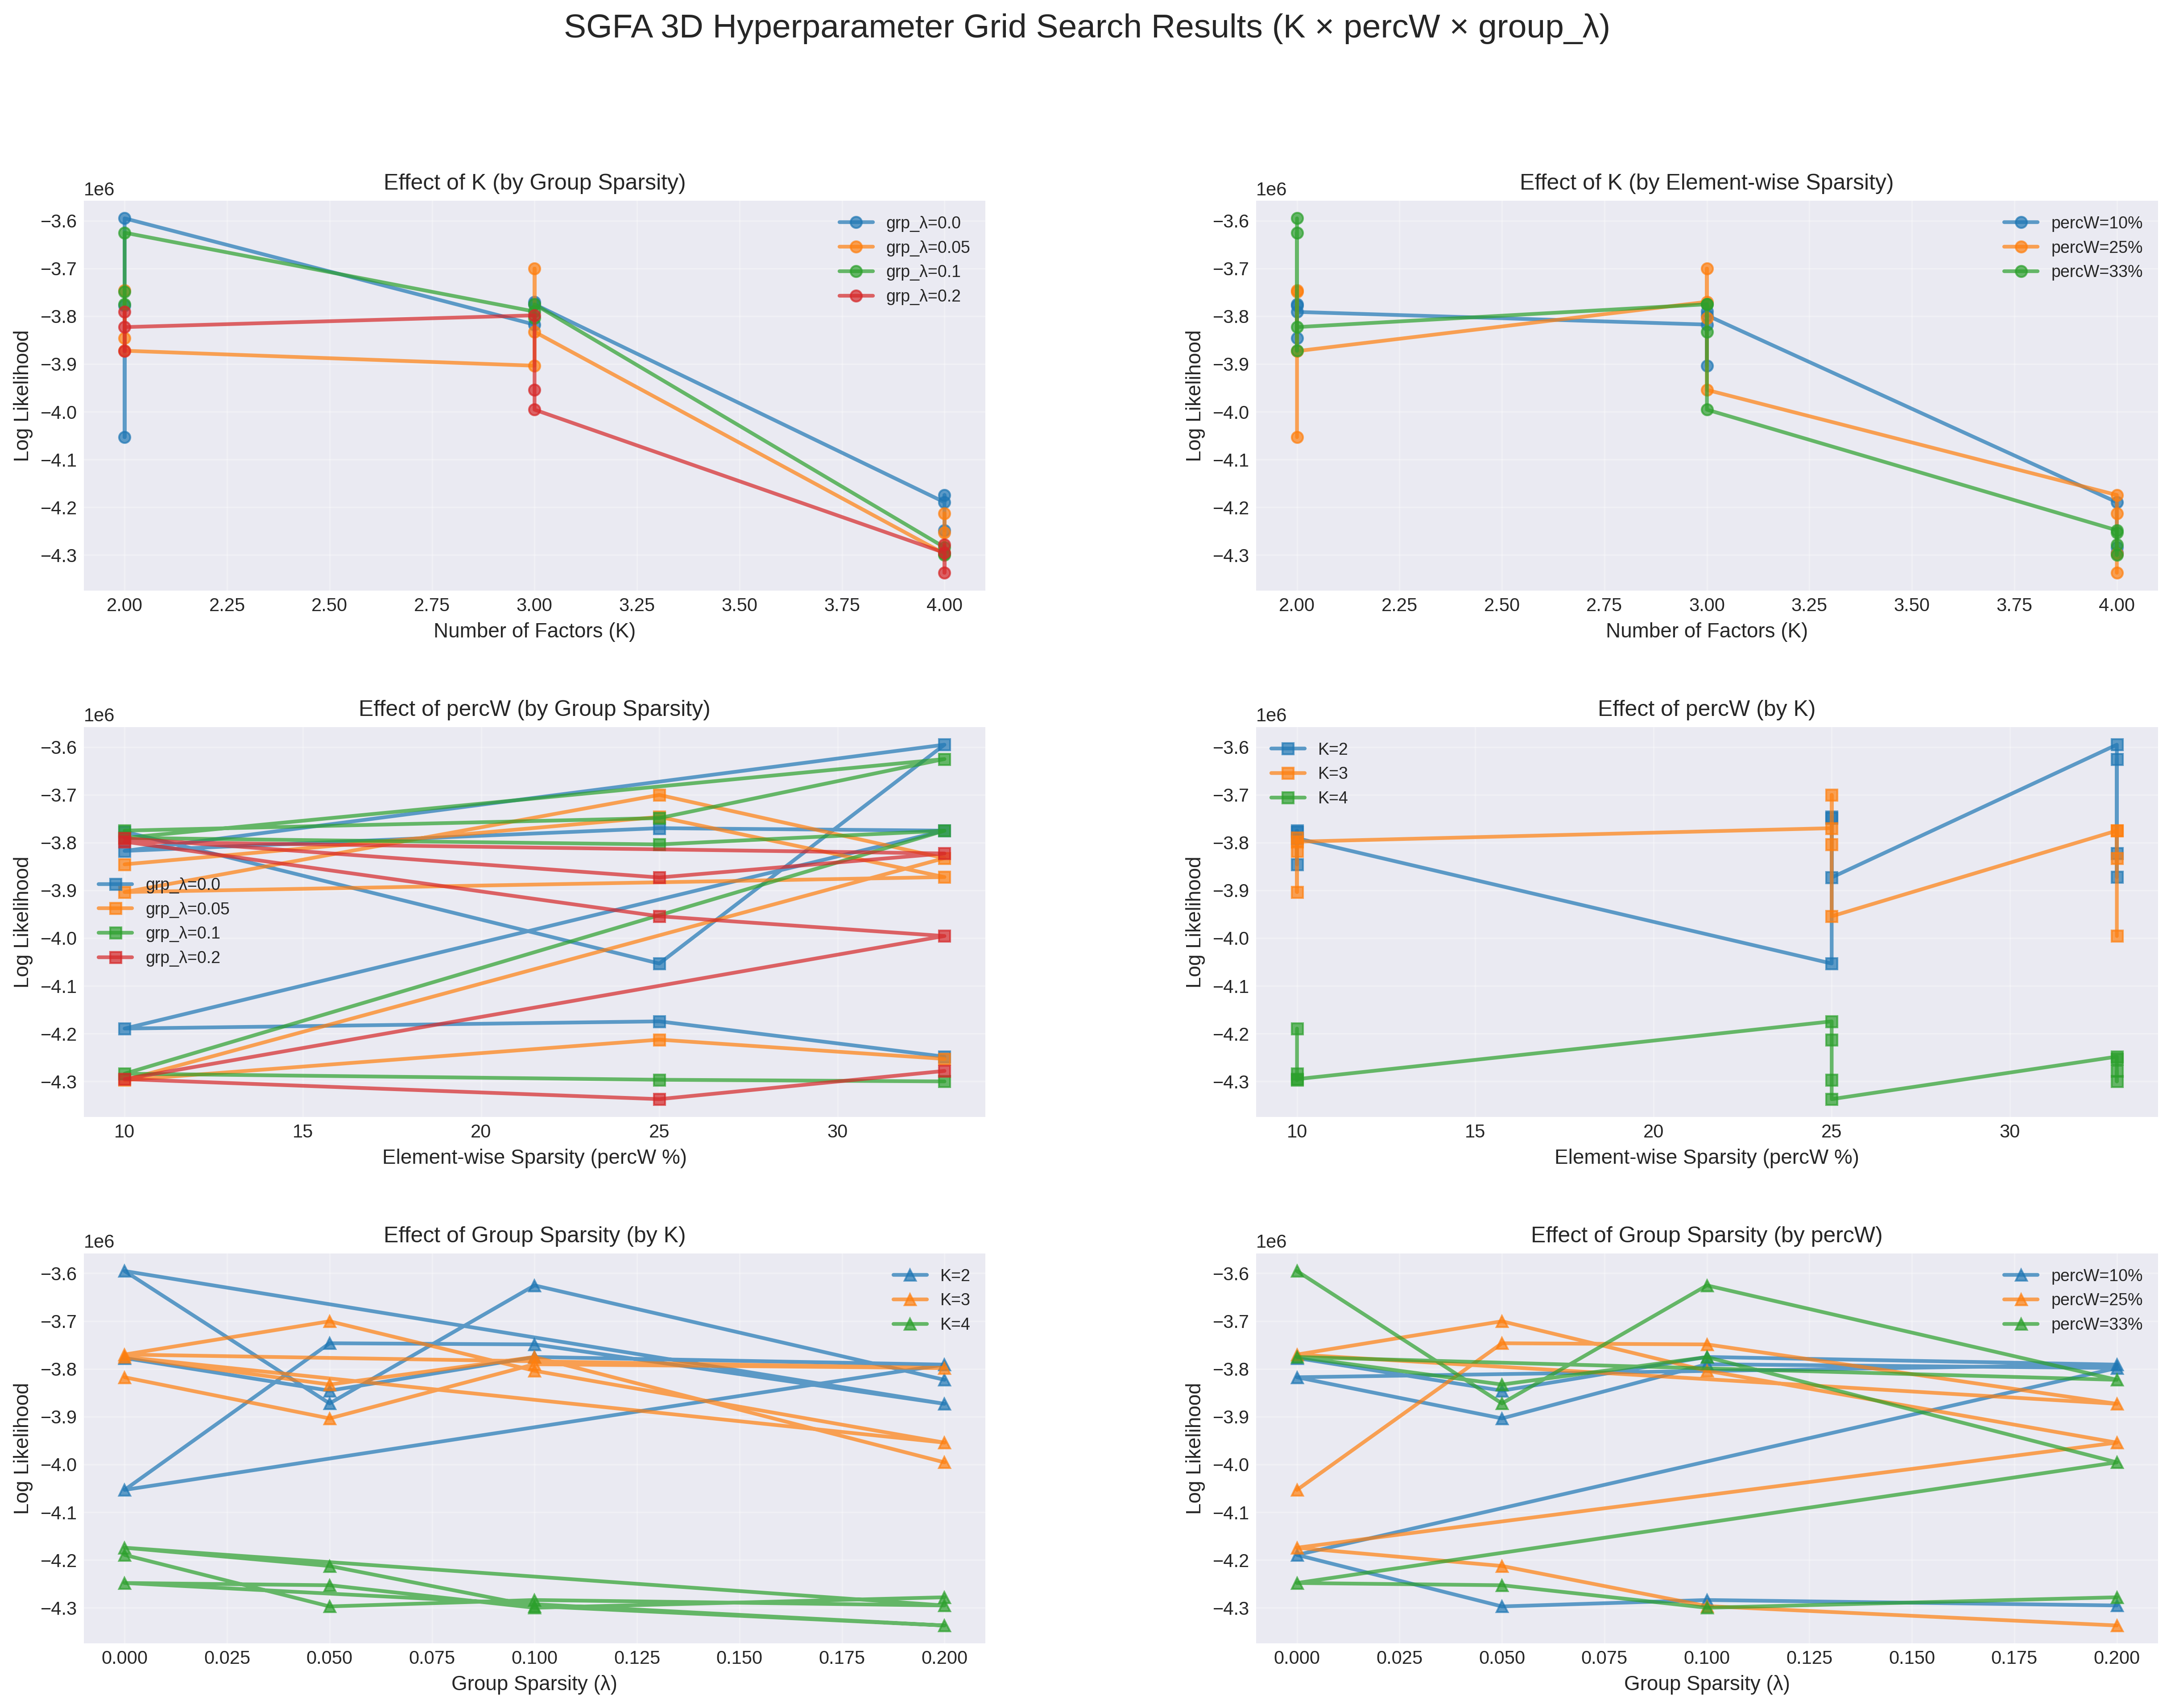 SGFA 3D Hyperparameter Grid Search Results (K × percW × group_λ)
Effect of K (by Group Sparsity)
1e6
grp_λ=0.0
grp_λ=0.05
grp_λ=0.1
grp_λ=0.2
−3.6
−3.7
−3.8
−3.9
−4.0
−4.1
−4.2
−4.3
Log Likelihood
2.00 2.25 2.50 2.75 3.00 3.25 3.50 3.75 4.00
Number of Factors (K)
Effect of K (by Element-wise Sparsity)
1e6
percW=10%
percW=25%
percW=33%
−3.6
−3.7
−3.8
−3.9
−4.0
−4.1
−4.2
−4.3
Log Likelihood
2.00 2.25 2.50 2.75 3.00 3.25 3.50 3.75 4.00
Number of Factors (K)
Effect of percW (by Group Sparsity)
1e6
−3.6
−3.7
−3.8
−3.9
−4.0
−4.1
−4.2
−4.3
Log Likelihood
grp_λ=0.0
grp_λ=0.05
grp_λ=0.1
grp_λ=0.2
10 15 20 25 30
Element-wise Sparsity (percW %)
Effect of percW (by K)
1e6
K=2
K=3
K=4
−3.6
−3.7
−3.8
−3.9
−4.0
−4.1
−4.2
−4.3
Log Likelihood
10 15 20 25 30
Element-wise Sparsity (percW %)
Effect of Group Sparsity (by K)
1e6
K=2
K=3
K=4
−3.6
−3.7
−3.8
−3.9
−4.0
−4.1
−4.2
−4.3
Log Likelihood
0.000 0.025 0.050 0.075 0.100 0.125 0.150 0.175 0.200
Group Sparsity (λ)
Effect of Group Sparsity (by percW)
1e6
percW=10%
percW=25%
percW=33%
−3.6
−3.7
−3.8
−3.9
−4.0
−4.1
−4.2
−4.3
Log Likelihood
0.000 0.025 0.050 0.075 0.100 0.125 0.150 0.175 0.200
Group Sparsity (λ)